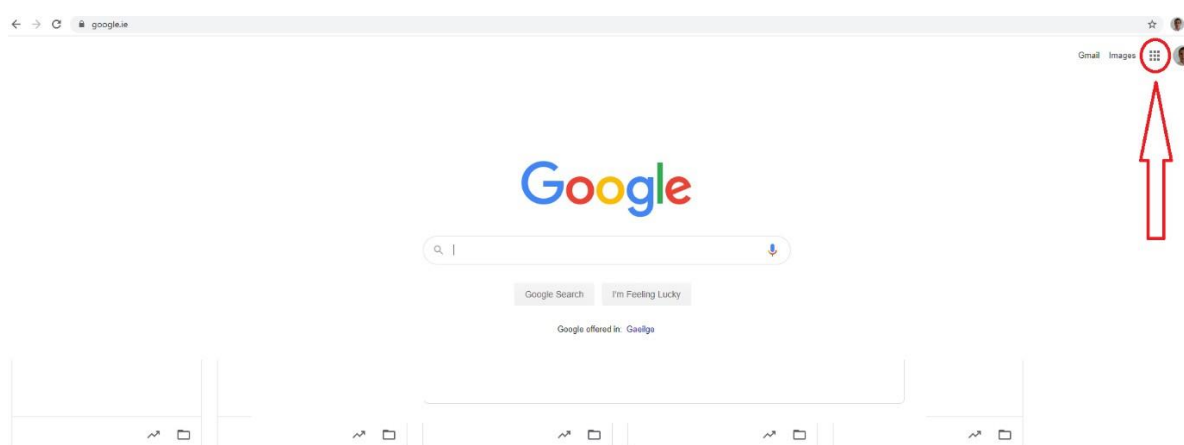 google.ie
Gmail Images
Google
Google Search I'm Feeling Lucky
Google offered in: Gaeilge